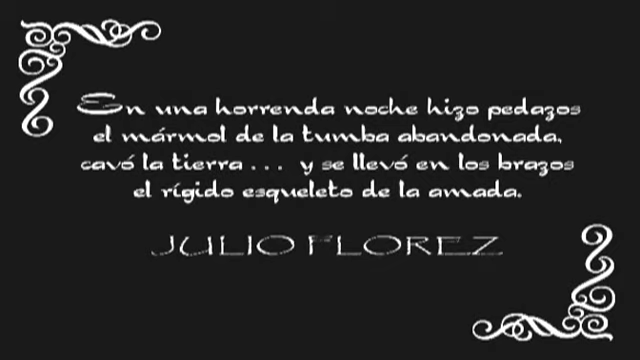 En una horrenda noche hizo pedazos
el mármol de la tumba abandonada,
cavó la tierra... y se llevó en los brazos
el rígido esqueleto de la amada.
JULIO FLOREZ